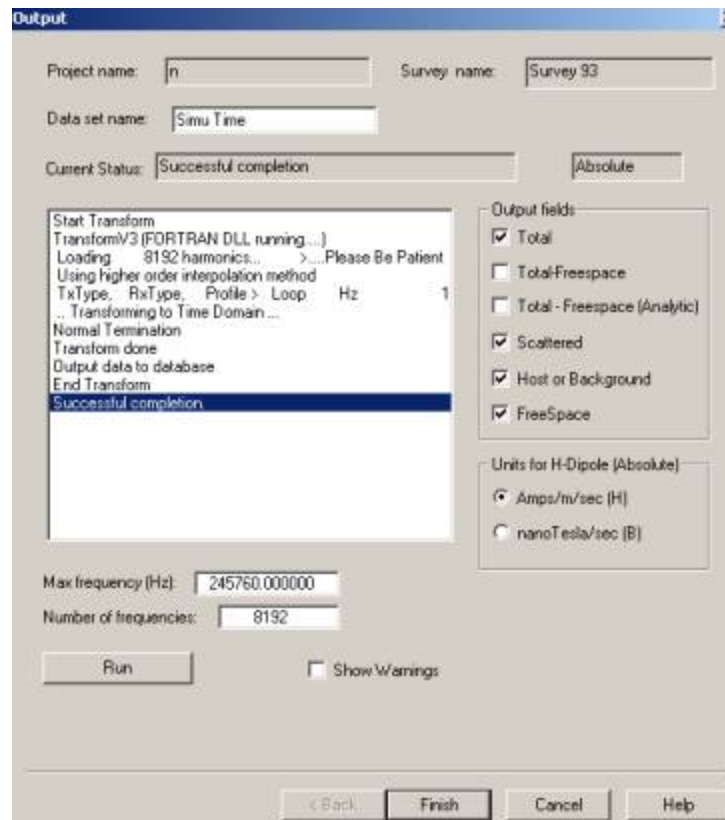 Output
Project name: n Survey name: Survey 93
Data set name: Simu Time
Current Status: Successful completion Absolute
Start Transform
TransformV3 (FORTRAN DLL running....)
Loading 8192 harmonics... >....Please Be Patient
Using higher order interpolation method
TxType, RxType, Profile > Loop Hz 1
.. Transforming to Time Domain ...
Normal Termination
Transform done
Output data to database
End Transform
Successful completion.
Output fields
Total
Total-Freespace
Total - Freespace (Analytic)
Scattered
Host or Background
FreeSpace
Units for H-Dipole (Absolute)
Amps/m/sec (H)
nanoTesla/sec (B)
Max frequency (Hz): 245760.000000
Number of frequencies: 8192
Run Show Warnings
< Back Finish Cancel Help